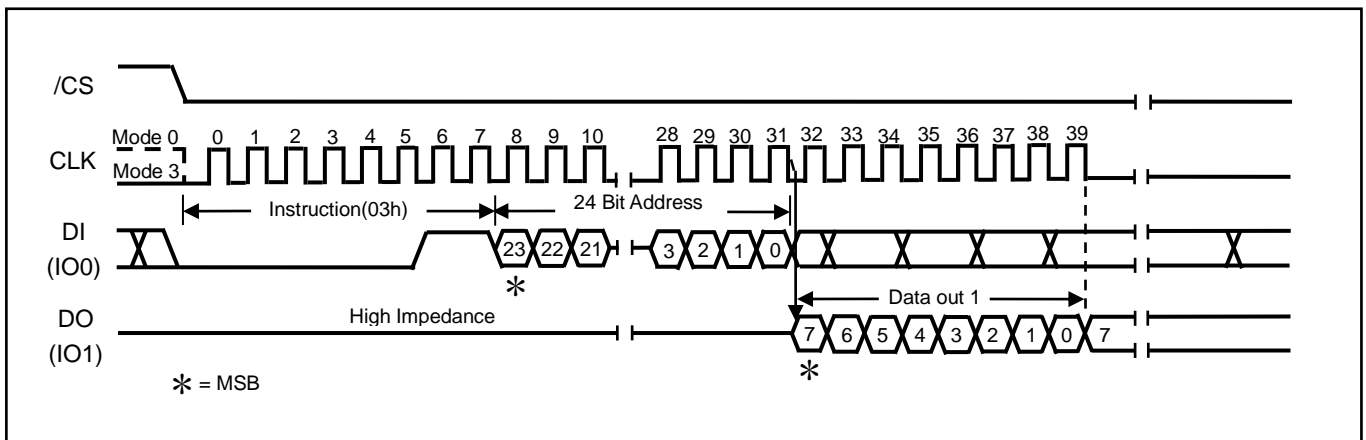 /CS
Mode 0 0 1 2 3 4 5 6 7 8 9 10 28 29 30 31 32 33 34 35 36 37 38 39
CLK
Mode 3
Instruction(03h) 24 Bit Address
DI
(IO0)
23 22 21 3 2 1 0
*
Data out 1
DO
(IO1)
High Impedance
7 6 5 4 3 2 1 0 7
*
* = MSB